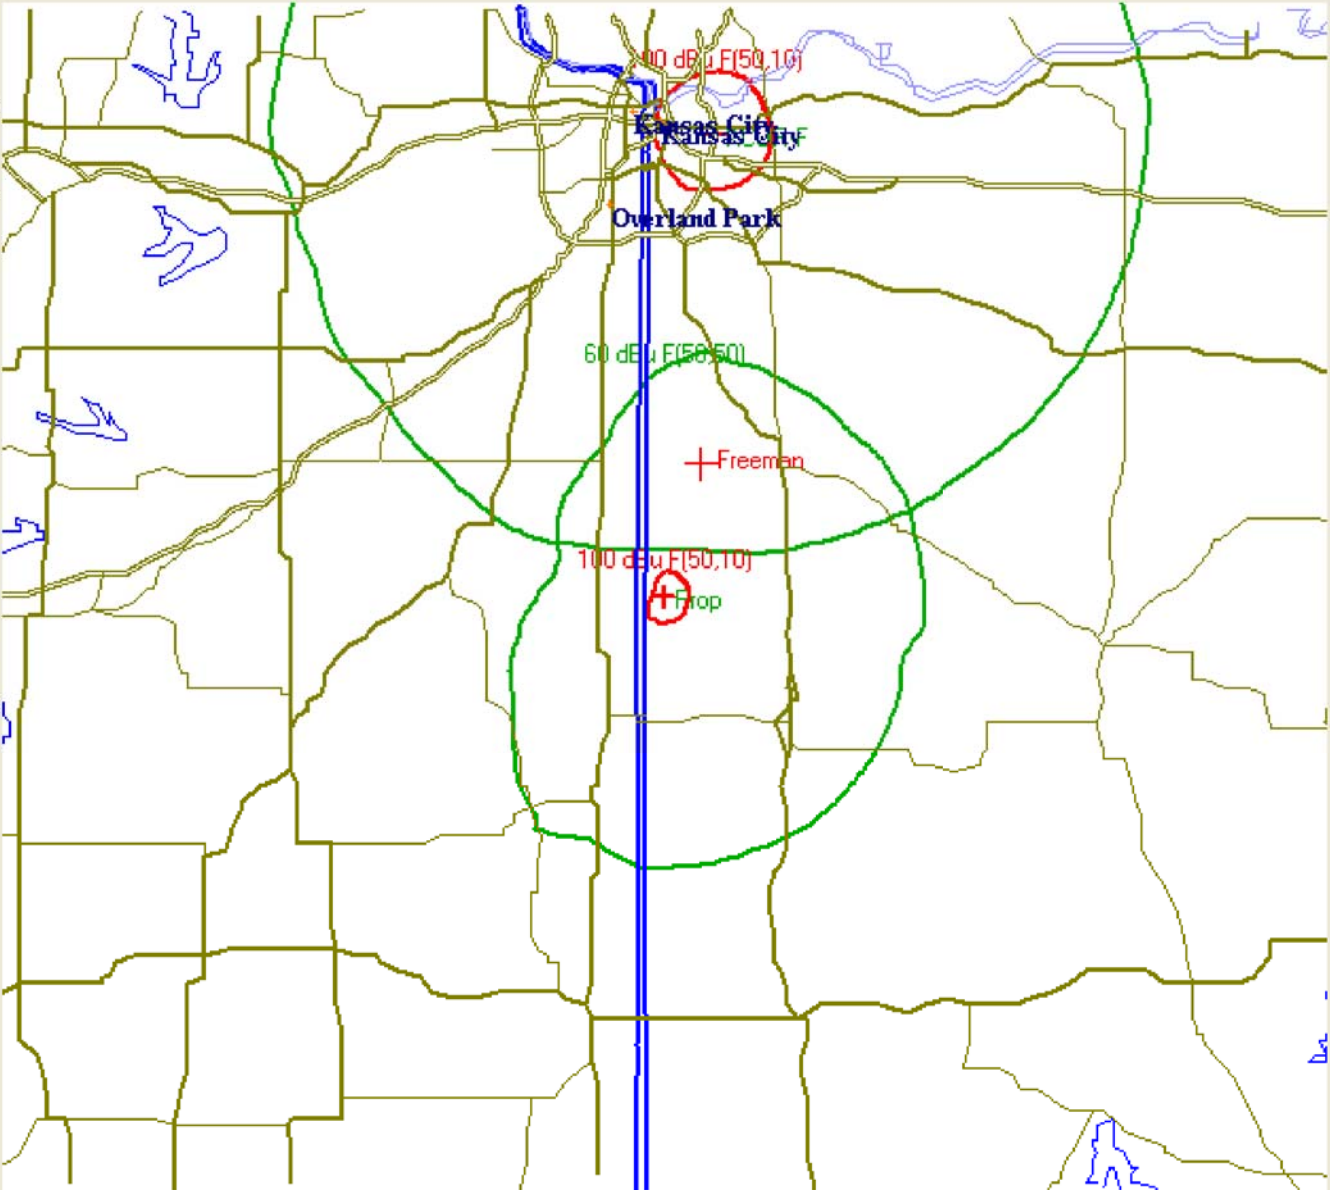 100 dBu F(50,10)
Kansas City
Kansas City
Overland Park
60 dBu F(50,50)
Freeman
100 dBu F(50,10)
Prop